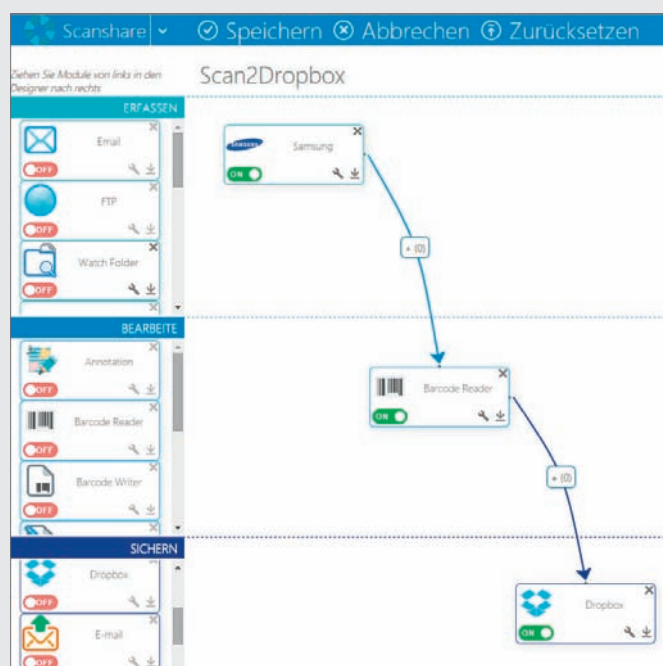 Scanshare
Speichern
Abbrechen
Zurücksetzen
Ziehen Sie Module von links in den
Designer nach rechts
Scan2Dropbox
ERFASSEN
Email
OFF
FTP
OFF
Watch Folder
OFF
SAMSUNG
Samsung
ON
+ (0)
BEARBEITE
Annotation
OFF
Barcode Reader
OFF
Barcode Writer
OFF
Barcode Reader
ON
+ (0)
SICHERN
Dropbox
OFF
E-mail
OFF
Dropbox
ON